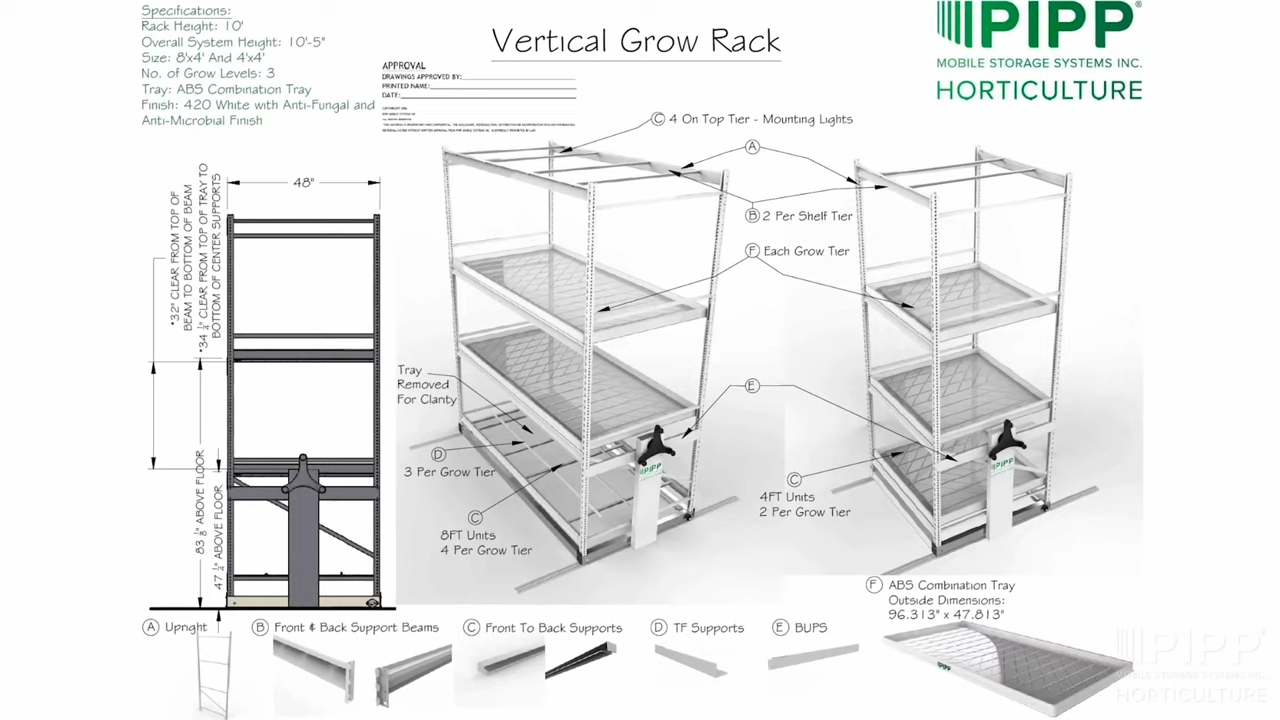 Specifications:
Rack Height: 10'
Overall System Height: 10'-5"
Size: 8'x4' And 4'x4'
No. of Grow Levels: 3
Tray: ABS Combination Tray
Finish: 420 White with Anti-Fungal and
Anti-Microbial Finish
APPROVAL
DRAWINGS APPROVED BY:
PRINTED NAME:
DATE:
Vertical Grow Rack
PIPP®
MOBILE STORAGE SYSTEMS INC.
HORTICULTURE
C 4 On Top Tier - Mounting Lights
A
B 2 Per Shelf Tier
F Each Grow Tier
48"
*32" CLEAR FROM TOP OF
BEAM TO BOTTOM OF BEAM
*34 1/4" CLEAR FROM TOP OF TRAY TO
BOTTOM OF CENTER SUPPORTS
83 1/8" ABOVE FLOOR
47 1/4" ABOVE FLOOR
Tray
Removed
For Clarity
E
D
3 Per Grow Tier
C
8FT Units
4 Per Grow Tier
PIPP
C
4FT Units
2 Per Grow Tier
PIPP
F ABS Combination Tray
Outside Dimensions:
96.313" x 47.813"
A Upright
B Front & Back Support Beams
C Front To Back Supports
D TF Supports
E BUPS
PIPP
PIPP
MOBILE STORAGE SYSTEMS INC.
HORTICULTURE